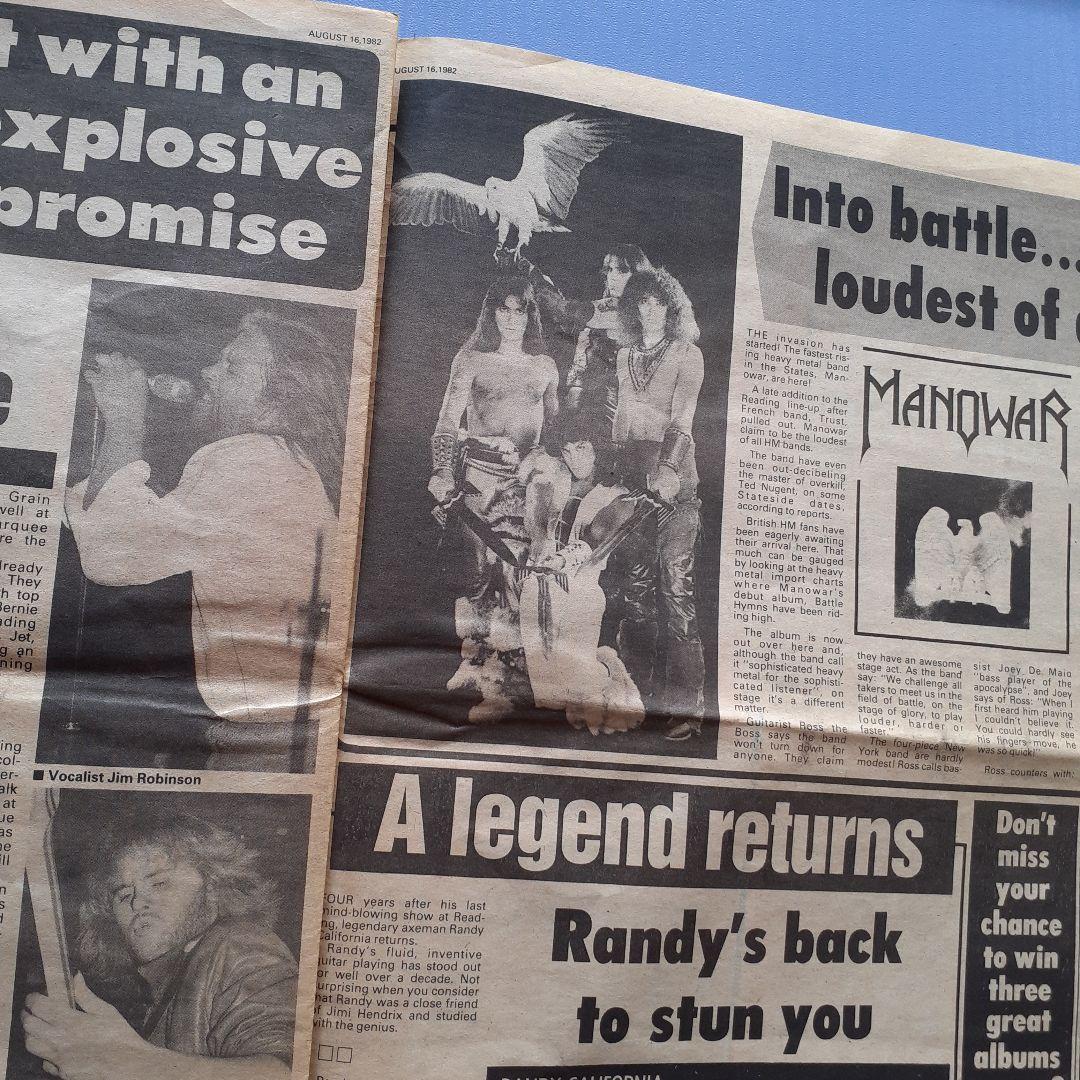 AUGUST 16, 1982
t with an
explosive
promise
e
Grain
well at
arquee
re the
lready
They
h top
Bernie
ading
Jet,
g an
ning
■ Vocalist Jim Robinson
ing
col-
er-
alk
at
ue
as
he
ill
n
s
d
UGUST 16, 1982
Into battle...
loudest of
THE invasion has
started! The fastest ris-
ing heavy metal band
in the States, Man-
owar, are here!
A late addition to the
Reading line-up after
French band, Trust,
pulled out. Manowar
claim to be the loudest
of all HM bands.
The band have even
been out-decibeling
the master of overkill,
Ted Nugent, on some
Stateside dates,
according to reports.
British HM fans have
been eagerly awaiting
their arrival here. That
much can be gauged
by looking at the heavy
metal import charts
where Manowar's
debut album, Battle
Hymns have been rid-
ing high.
The album is now
out over here and,
although the band call
it "sophisticated heavy
metal for the sophisti-
cated listener", on
stage it's a different
matter.
Guitarist Ross the
Boss says the band
won't turn down for
anyone. They claim
MANOWAR
they have an awesome
stage act. As the band
say: "We challenge all
takers to meet us in the
field of battle, on the
stage of glory, to play
louder, harder or
faster"
The four-piece New
York band are hardly
modest! Ross calls bas-
sist Joey De Maio
"bass player of the
apocalypse", and Joey
says of Ross: "When I
first heard him playing
I couldn't believe it.
You could hardly see
his fingers move, he
was so quick!"
Ross counters with:
A legend returns
FOUR years after his last
mind-blowing show at Read-
ing, legendary axeman Randy
California returns.
Randy's fluid, inventive
guitar playing has stood out
or well over a decade. Not
urprising when you consider
hat Randy was a close friend
of Jimi Hendrix and studied
with the genius.
Randy's back
to stun you
RANDY CALIFORNIA
Don't
miss
your
chance
to win
three
great
albums